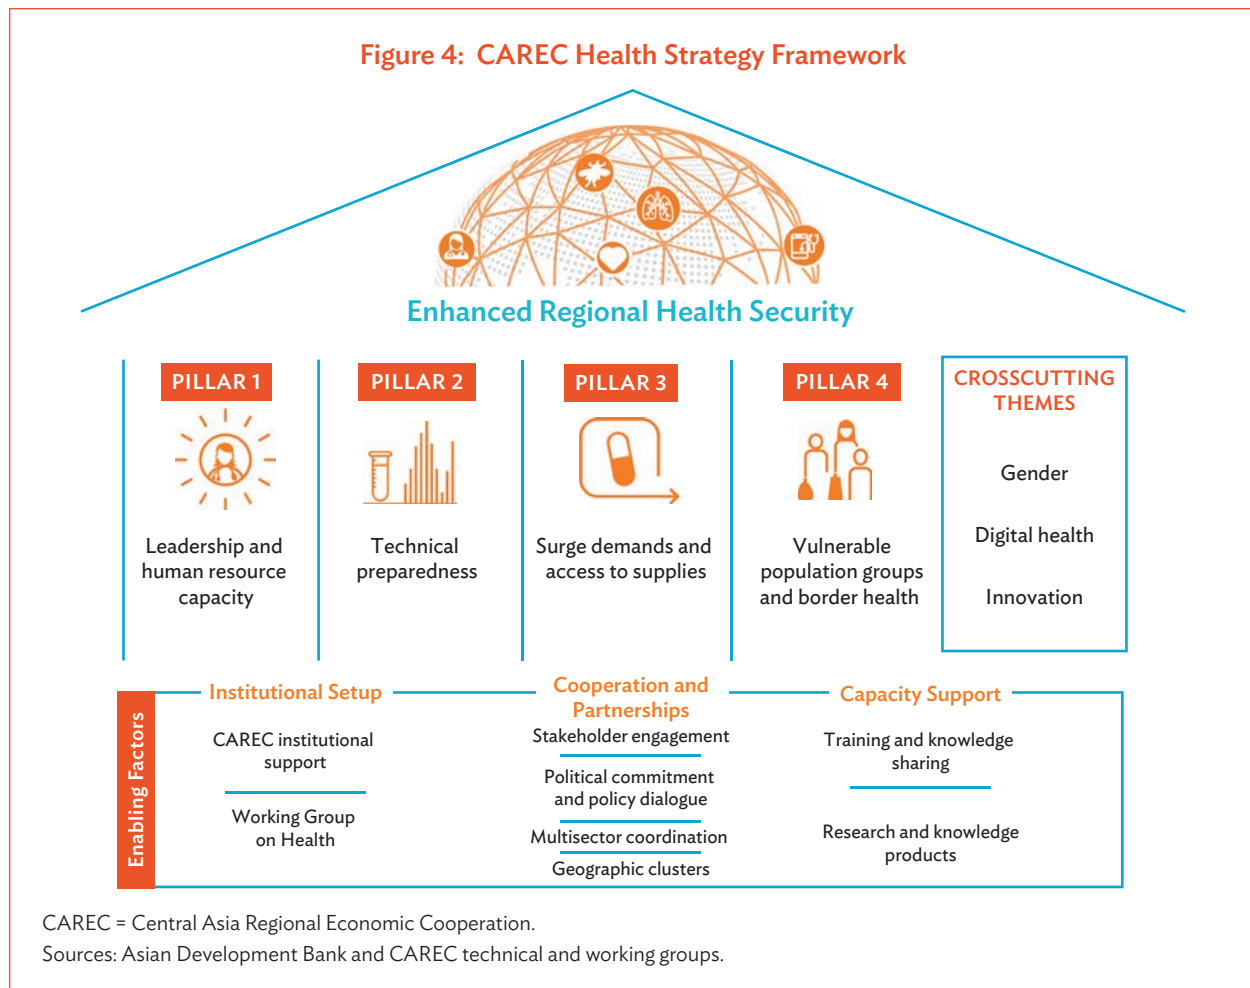 Figure 4: CAREC Health Strategy Framework
Enhanced Regional Health Security
PILLAR 1
Leadership and
human resource
capacity
PILLAR 2
Technical
preparedness
PILLAR 3
Surge demands and
access to supplies
PILLAR 4
Vulnerable
population groups
and border health
CROSSCUTTING
THEMES
Gender
Digital health
Innovation
Enabling Factors
Institutional Setup
CAREC institutional
support
Working Group
on Health
Cooperation and
Partnerships
Stakeholder engagement
Political commitment
and policy dialogue
Multisector coordination
Geographic clusters
Capacity Support
Training and knowledge
sharing
Research and knowledge
products
CAREC = Central Asia Regional Economic Cooperation.
Sources: Asian Development Bank and CAREC technical and working groups.